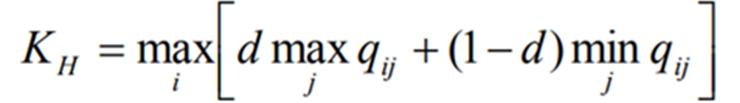 K_H = max_i [ d max_j q_ij + (1 − d) min_j q_ij ]